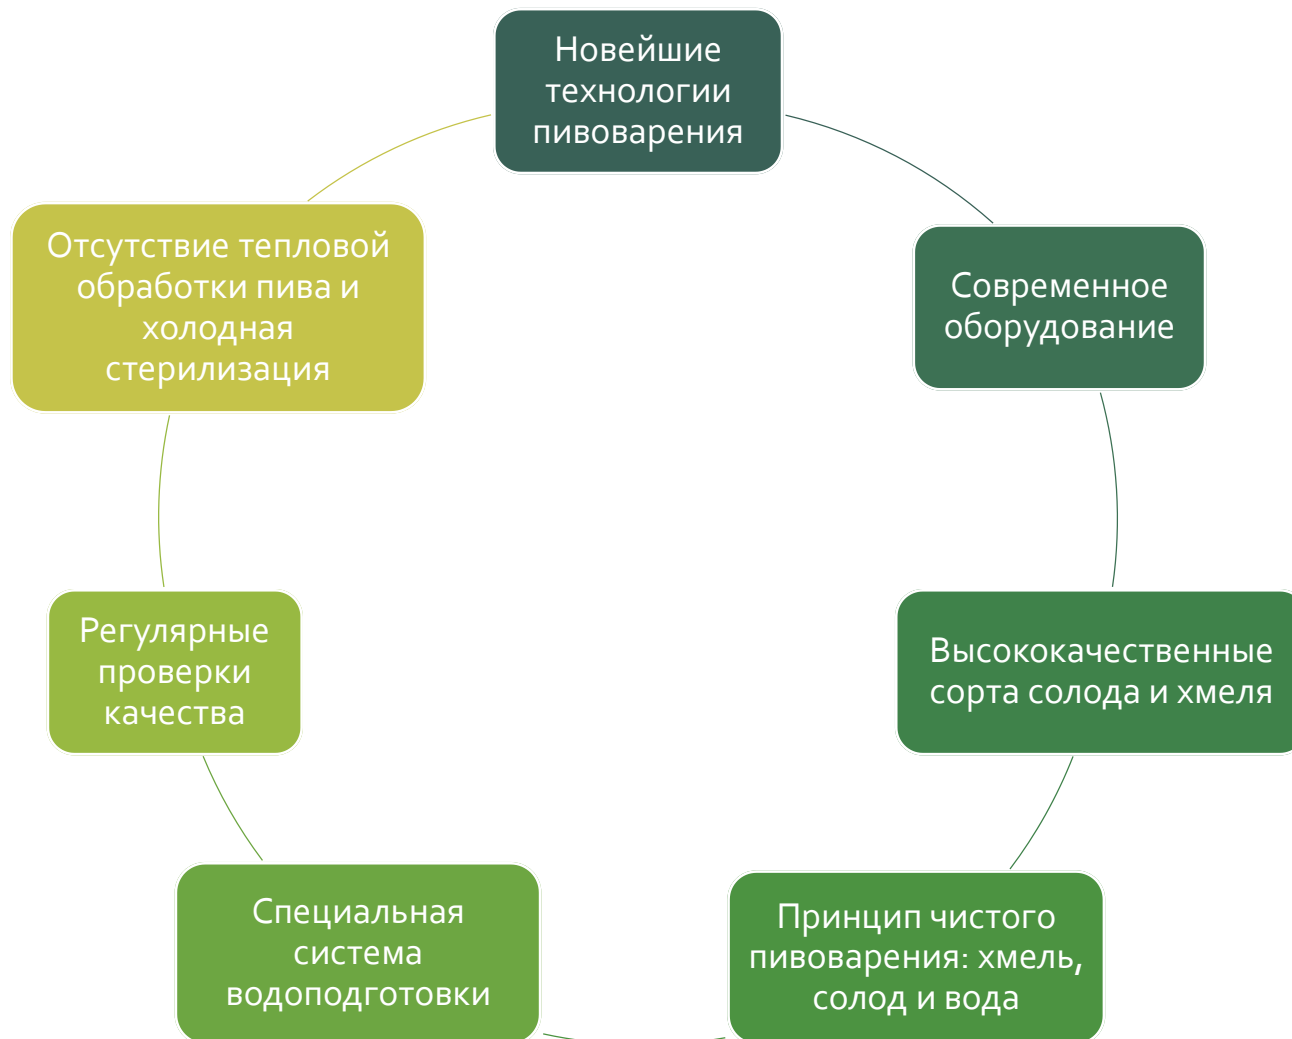 Новейшие
технологии
пивоварения
Современное
оборудование
Высококачественные
сорта солода и хмеля
Принцип чистого
пивоварения: хмель,
солод и вода
Специальная
система
водоподготовки
Регулярные
проверки
качества
Отсутствие тепловой
обработки пива и
холодная
стерилизация